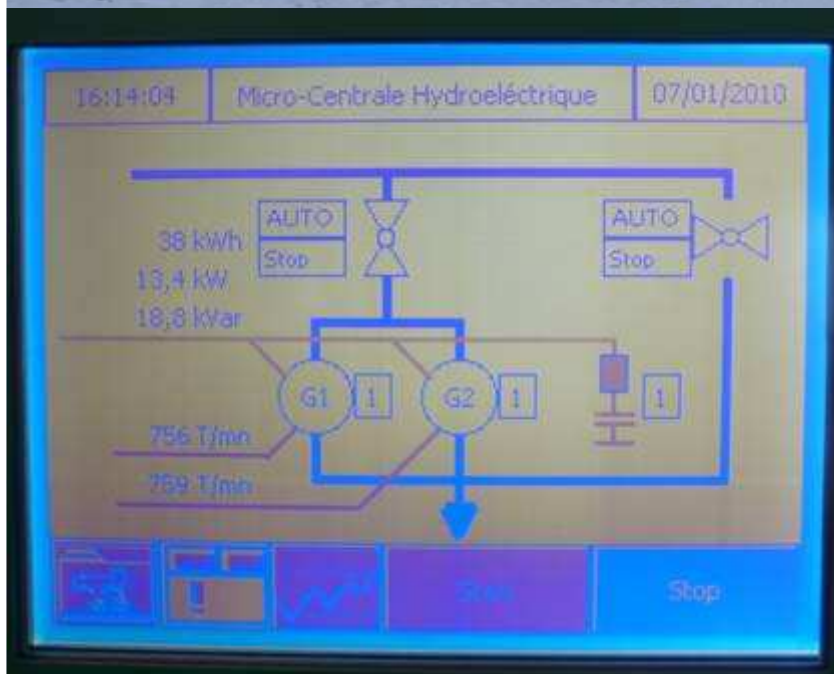 16:14:04
Micro-Centrale Hydroeléctrique
07/01/2010
AUTO
Stop
AUTO
Stop
38 kWh
13,4 kW
18,8 kVar
G1
1
G2
1
1
756 T/mn
759 T/mn
Stop